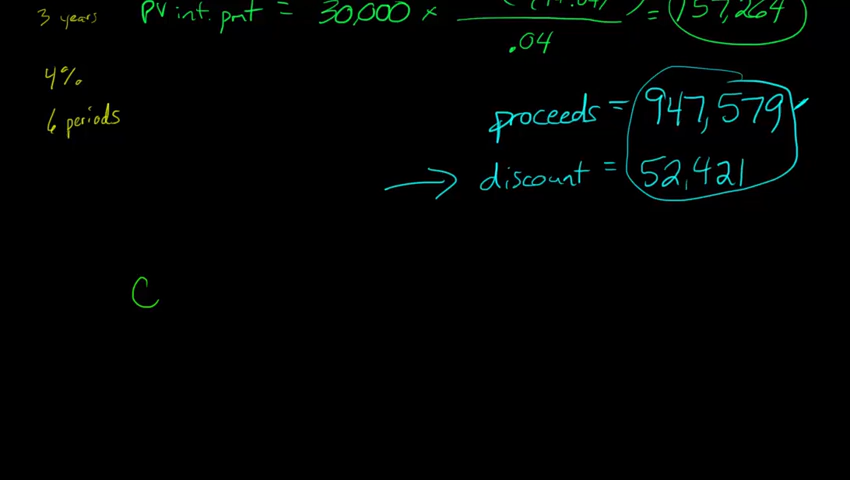 3 years PV int. pmt = 30,000 × .04 = 157,264
4%
6 periods
proceeds = 947,579
→ discount = 52,421
C